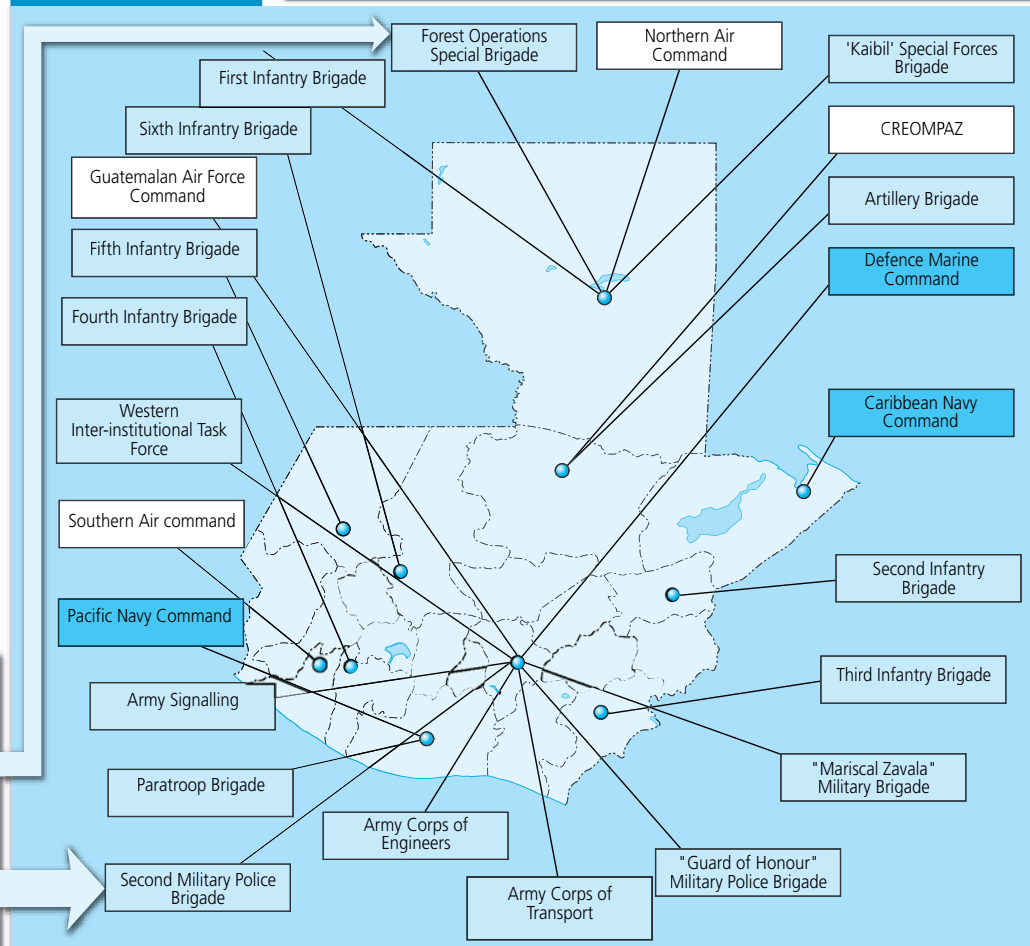 Forest Operations
Special Brigade
Northern Air
Command
'Kaibil' Special Forces
Brigade
First Infantry Brigade
Sixth Infrantry Brigade
CREOMPAZ
Guatemalan Air Force
Command
Artillery Brigade
Fifth Infantry Brigade
Defence Marine
Command
Fourth Infantry Brigade
Western
Inter-institutional Task
Force
Caribbean Navy
Command
Southern Air command
Second Infantry
Brigade
Pacific Navy Command
Third Infantry Brigade
Army Signalling
"Mariscal Zavala"
Military Brigade
Paratroop Brigade
Army Corps of
Engineers
"Guard of Honour"
Military Police Brigade
Second Military Police
Brigade
Army Corps of
Transport